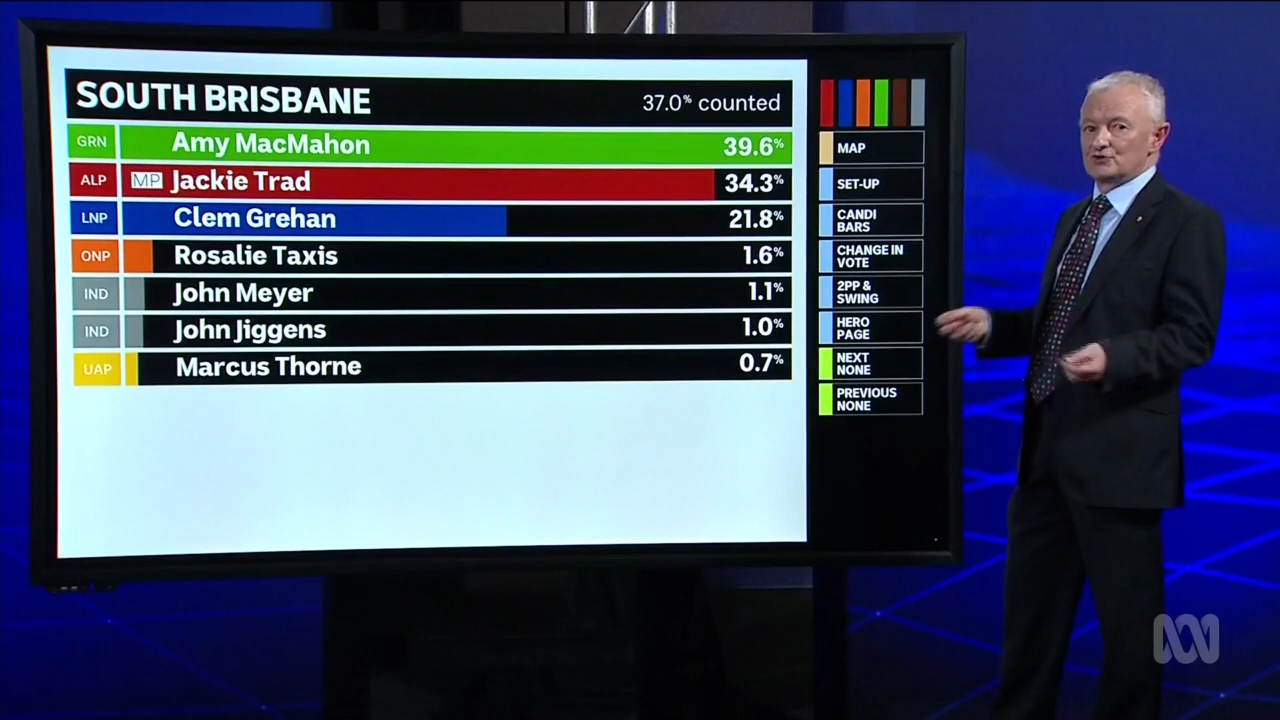 SOUTH BRISBANE 37.0% counted
GRN Amy MacMahon 39.6%
ALP MP Jackie Trad 34.3%
LNP Clem Grehan 21.8%
ONP Rosalie Taxis 1.6%
IND John Meyer 1.1%
IND John Jiggens 1.0%
UAP Marcus Thorne 0.7%
MAP
SET-UP
CANDI
BARS
CHANGE IN
VOTE
2PP &
SWING
HERO
PAGE
NEXT
NONE
PREVIOUS
NONE